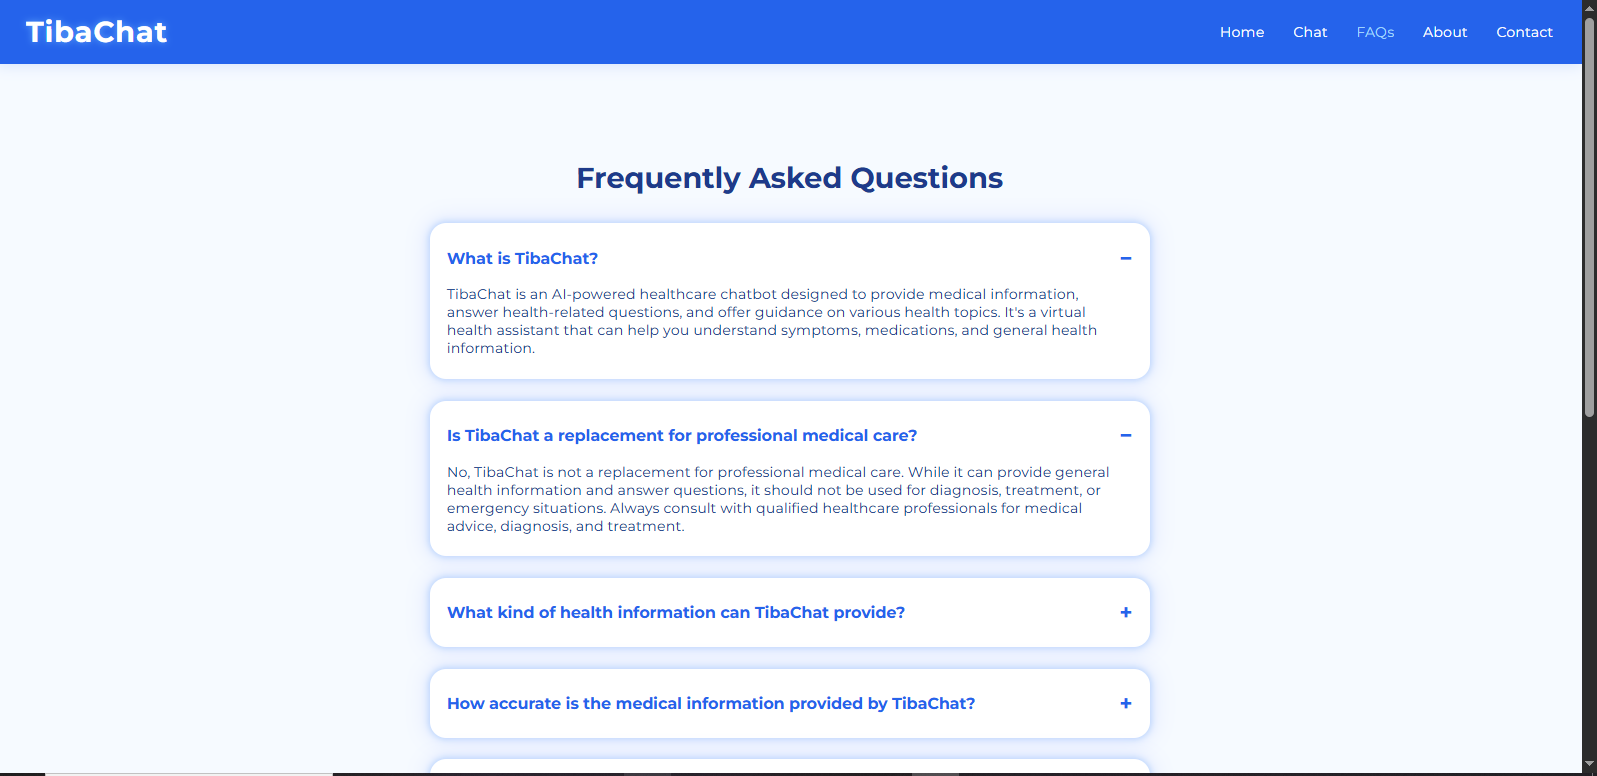 TibaChat
Home Chat FAQs About Contact
Frequently Asked Questions
What is TibaChat? −
TibaChat is an AI-powered healthcare chatbot designed to provide medical information,
answer health-related questions, and offer guidance on various health topics. It's a virtual
health assistant that can help you understand symptoms, medications, and general health
information.
Is TibaChat a replacement for professional medical care? −
No, TibaChat is not a replacement for professional medical care. While it can provide general
health information and answer questions, it should not be used for diagnosis, treatment, or
emergency situations. Always consult with qualified healthcare professionals for medical
advice, diagnosis, and treatment.
What kind of health information can TibaChat provide? +
How accurate is the medical information provided by TibaChat? +